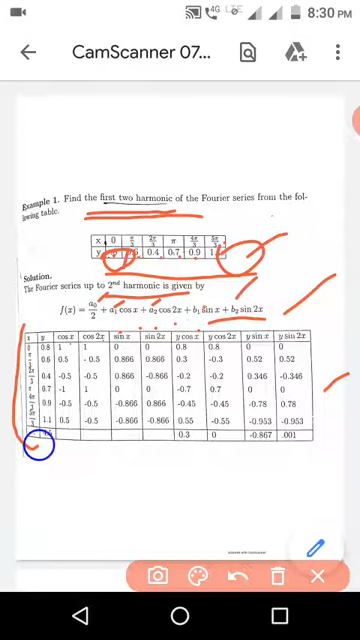 4G LTE 8:30 PM
CamScanner 07...
Example 1. Find the first two harmonic of the Fourier series from the fol-
lowing table.
x 0 π/3 2π/3 π 4π/3 5π/3
y 0.4 0.7 0.9
Solution.
The Fourier series up to 2nd harmonic is given by
f(x) = a0/2 + a1 cos x + a2 cos 2x + b1 sin x + b2 sin 2x
x y cos x cos 2x sin x sin 2x y cos x y cos 2x y sin x y sin 2x
0 0.8 1 1 0 0 0.8 0.8 0 0
π/3 0.6 0.5 -0.5 0.866 0.866 0.3 -0.3 0.52 0.52
2π/3 0.4 -0.5 -0.5 0.866 -0.866 -0.2 -0.2 0.346 -0.346
π 0.7 -1 1 0 0 -0.7 0.7 0 0
4π/3 0.9 -0.5 -0.5 -0.866 0.866 -0.45 -0.45 -0.78 0.78
5π/3 1.1 0.5 -0.5 -0.866 -0.866 0.55 -0.55 -0.953 -0.953
0.3 0 -0.867 .001